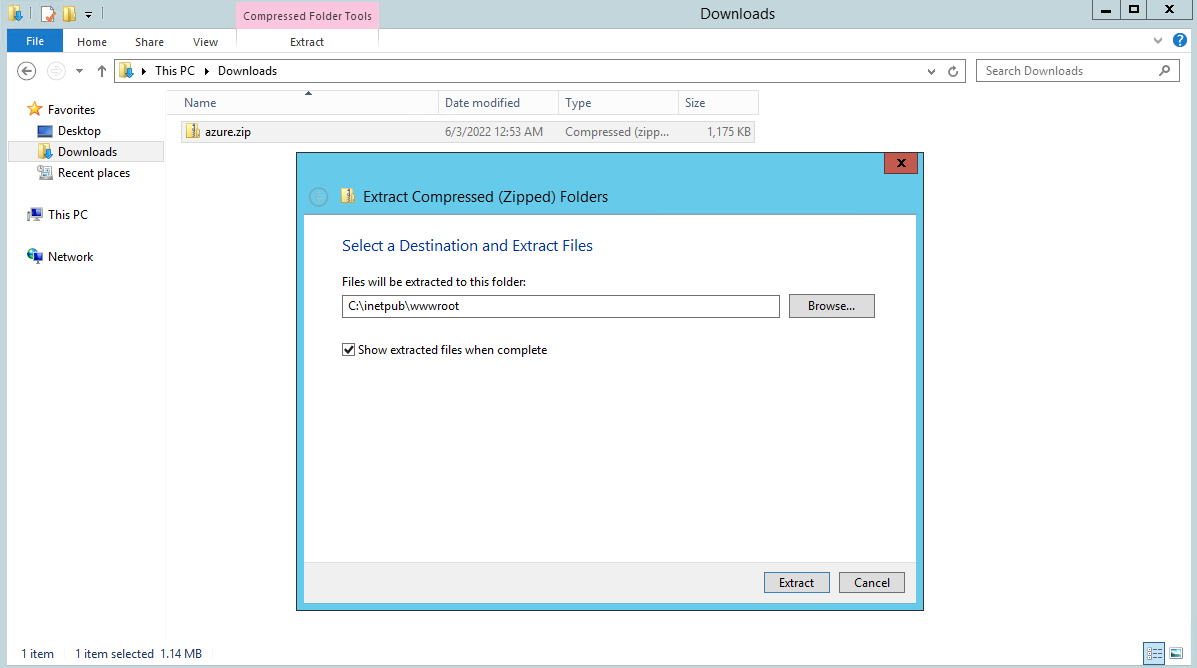 Compressed Folder Tools
Downloads
File Home Share View Extract
This PC Downloads
Search Downloads
Favorites
Desktop
Downloads
Recent places
This PC
Network
Name Date modified Type Size
azure.zip 6/3/2022 12:53 AM Compressed (zipp... 1,175 KB
Extract Compressed (Zipped) Folders
Select a Destination and Extract Files
Files will be extracted to this folder:
C:\inetpub\wwwroot Browse...
Show extracted files when complete
Extract Cancel
1 item 1 item selected 1.14 MB